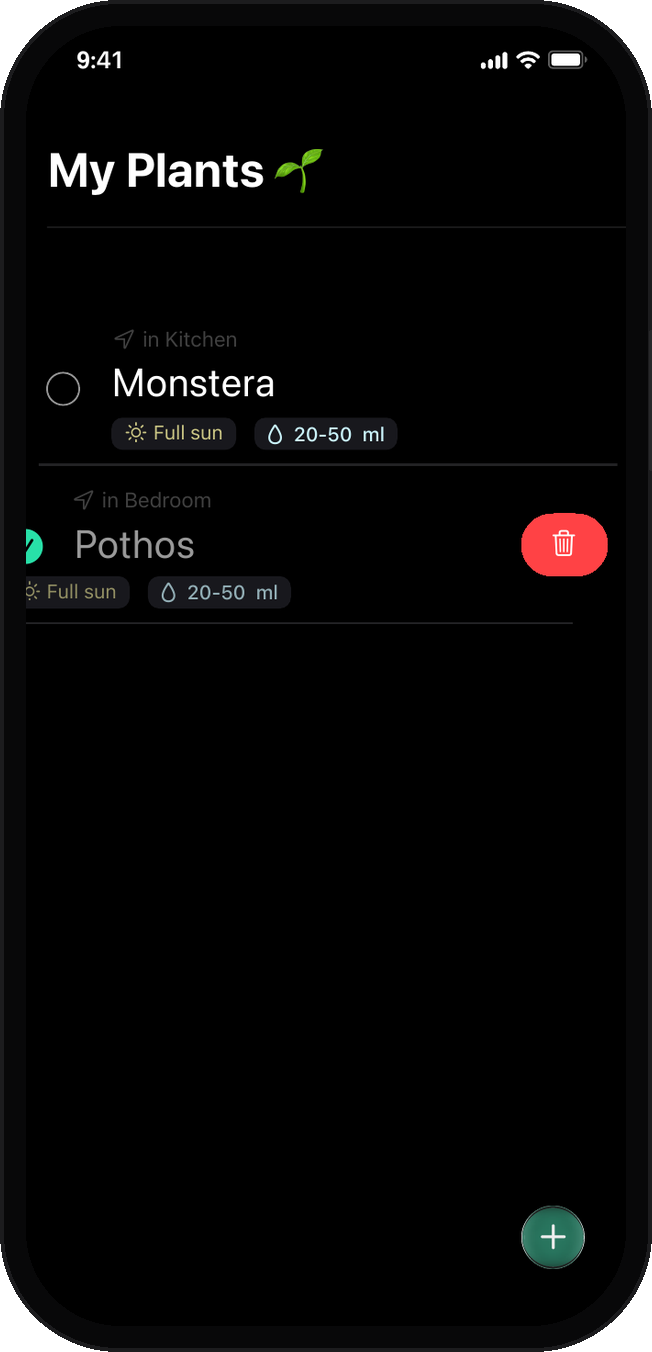 9:41
My Plants 🌱
in Kitchen
Monstera
Full sun 20-50 ml
in Bedroom
Pothos
Full sun 20-50 ml